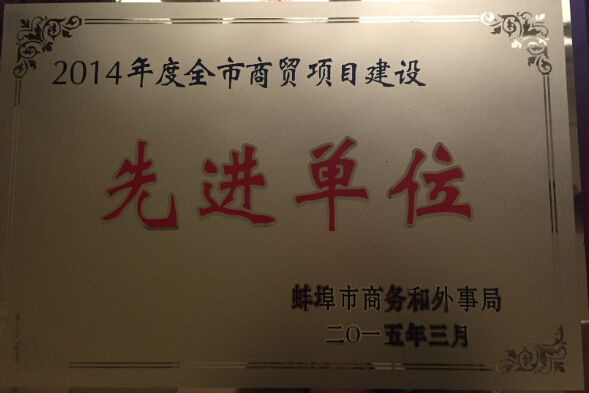 2014年度全市商贸项目建设
先进单位
蚌埠市商务和外事局
二〇一五年三月